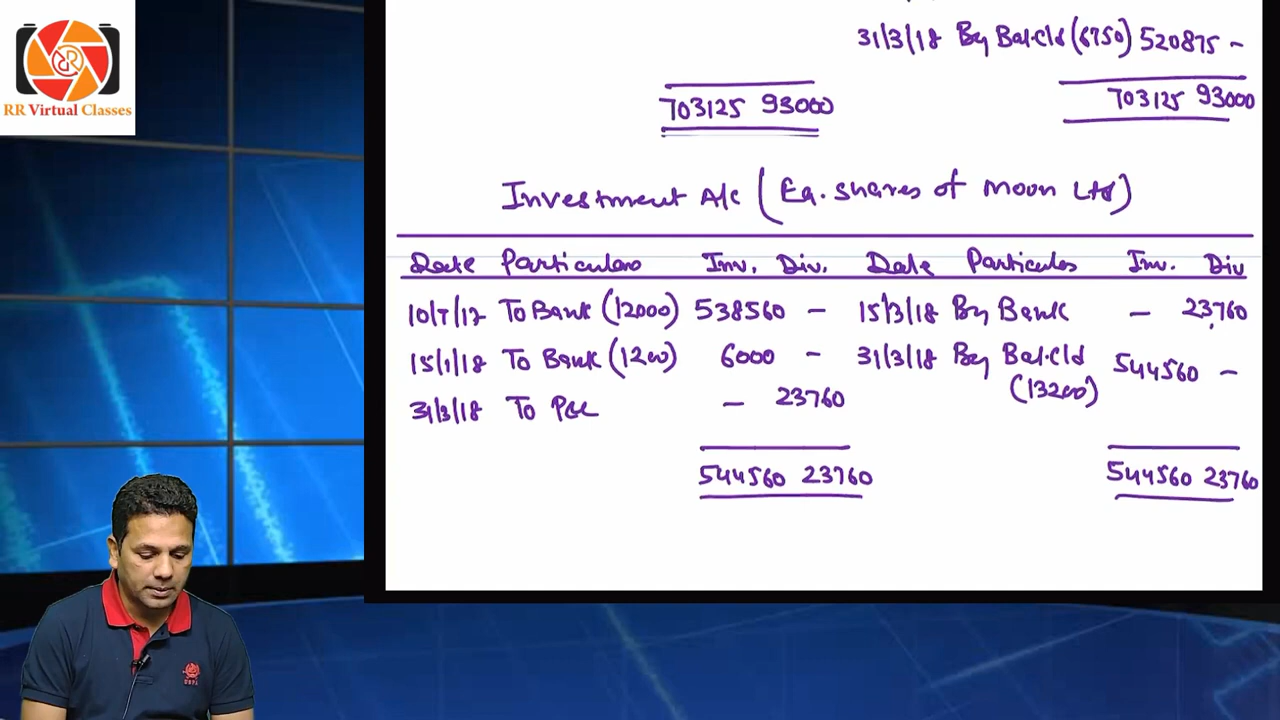 RR Virtual Classes
31/3/18 By Bal.c/d (6750) 520875 -
703125 93000 703125 93000
Investment A/c (Eq. shares of Moon Ltd)
Date Particulars Inv. Div. Date Particulars Inv. Div
10/7/17 To Bank (12000) 538560 - 15/3/18 By Bank - 23760
15/1/18 To Bank (1200) 6000 - 31/3/18 By Bal.c/d 544560 -
(13200)
31/3/18 To P&L - 23760
544560 23760 544560 23760